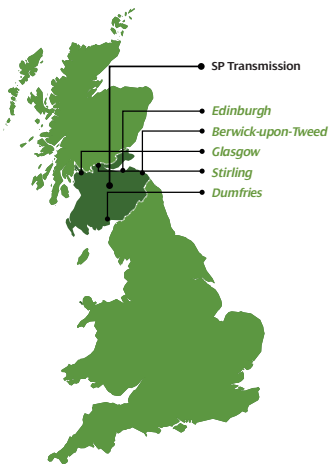 SP Transmission
Edinburgh
Berwick-upon-Tweed
Glasgow
Stirling
Dumfries